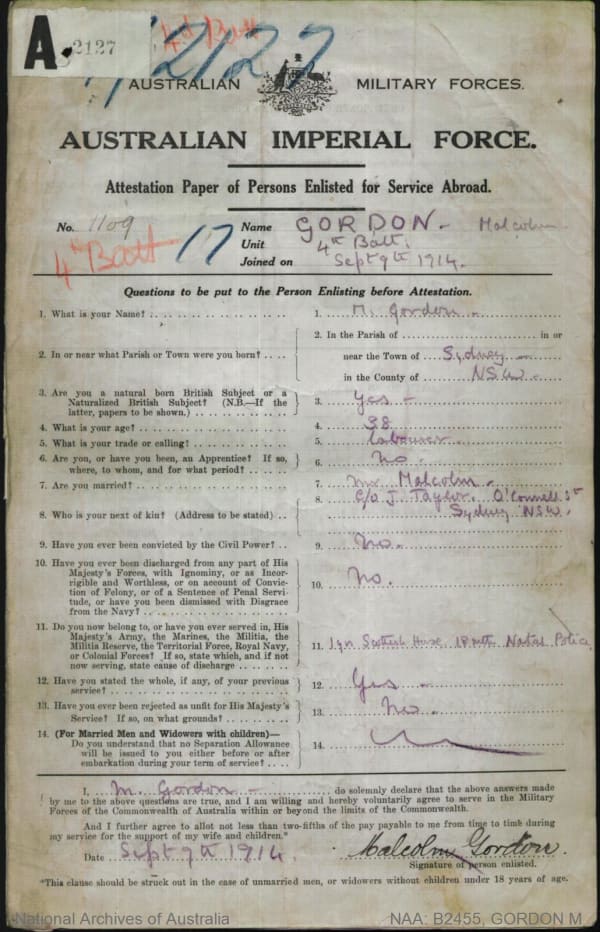 A. 2127
4th Batt
2127
AUSTRALIAN MILITARY FORCES.
AUSTRALIAN IMPERIAL FORCE.
Attestation Paper of Persons Enlisted for Service Abroad.
No. 1109 Name GORDON - Malcolm
4th Batt 17 Unit 4th Batt.
Joined on Sept 9th 1914.
Questions to be put to the Person Enlisting before Attestation.
1. What is your Name? 1. M. Gordon -
2. In or near what Parish or Town were you born? 2. In the Parish of in or
near the Town of Sydney -
in the County of NSW -
3. Are you a natural born British Subject or a
Naturalized British Subject? (N.B.—If the
latter, papers to be shown.) 3. Yes -
4. What is your age? 4. 38
5. What is your trade or calling? 5. Labourer -
6. Are you, or have you been, an Apprentice? If so,
where, to whom, and for what period? 6. No -
7. Are you married? 7.
8. Who is your next of kin? (Address to be stated) 8. Malcolm -
C/o J. Taylor. O'Connell St
Sydney NSW.
9. Have you ever been convicted by the Civil Power? 9. No.
10. Have you ever been discharged from any part of His
Majesty's Forces, with Ignominy, or as Incor-
rigible and Worthless, or on account of Convic-
tion of Felony, or of a Sentence of Penal Servi-
tude, or have you been dismissed with Disgrace
from the Navy? 10. No.
11. Do you now belong to, or have you ever served in, His
Majesty's Army, the Marines, the Militia, the
Militia Reserve, the Territorial Force, Royal Navy,
or Colonial Forces? If so, state which, and if not
now serving, state cause of discharge 11. 1 yr Scottish Horse, 18 mths Natal Police
12. Have you stated the whole, if any, of your previous
service? 12. Yes -
13. Have you ever been rejected as unfit for His Majesty's
Service? If so, on what grounds? 13. No -
14. (For Married Men and Widowers with children)—
Do you understand that no Separation Allowance
will be issued to you either before or after
embarkation during your term of service? 14.
I, M. Gordon - do solemnly declare that the above answers made
by me to the above questions are true, and I am willing and hereby voluntarily agree to serve in the Military
Forces of the Commonwealth of Australia within or beyond the limits of the Commonwealth.
And I further agree to allot not less than two-fifths of the pay payable to me from time to time during
my service for the support of my wife and children.*
Date Sept 9th 1914. Malcolm Gordon.
Signature of person enlisted.
*This clause should be struck out in the case of unmarried men, or widowers without children under 18 years of age.
National Archives of Australia NAA: B2455, GORDON M